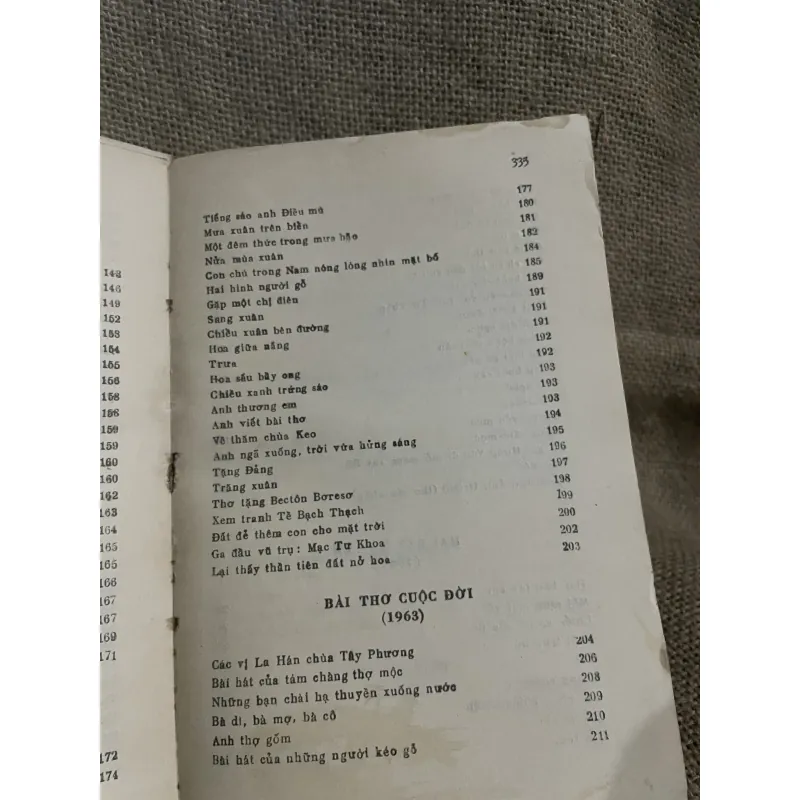 142
146
149
152
153
154
155
156
158
158
159
159
160
160
162
163
164
165
165
166
167
167
169
171
172
174
335
Tiếng sáo anh Điêu mù 177
Mưa xuân trên biển 180
Một đêm thức trong mưa bão 181
Nửa mùa xuân 182
Con chú trong Nam nóng lòng nhìn mặt bố 184
Hai hình người gỗ 185
Gặp một chị điên 189
Sang xuân 191
Chiều xuân bên đường 191
Hoa giữa nắng 191
Trưa 192
Hoa sấu bầy ong 192
Chiều xanh trứng sáo 193
Anh thương em 193
Anh viết bài thơ 193
Về thăm chùa Keo 194
Anh ngã xuống, trời vừa hửng sáng 195
Tặng Đảng 196
Trăng xuân 197
Thơ tặng Bectôn Bơresơ 198
Xem tranh Tề Bạch Thạch 199
Đất đẻ thêm con cho mặt trời 200
Ga đầu vũ trụ : Mạc Tư Khoa 202
Lại thấy thần tiên đất nở hoa 203
BÀI THƠ CUỘC ĐỜI
(1963)
Các vị La Hán chùa Tây Phương 204
Bài hát của tám chàng thợ mộc 206
Những bạn chài hạ thuyền xuống nước 208
Bà dì, bà mợ, bà cô 209
Anh thợ gốm 210
Bài hát của những người kéo gỗ 211